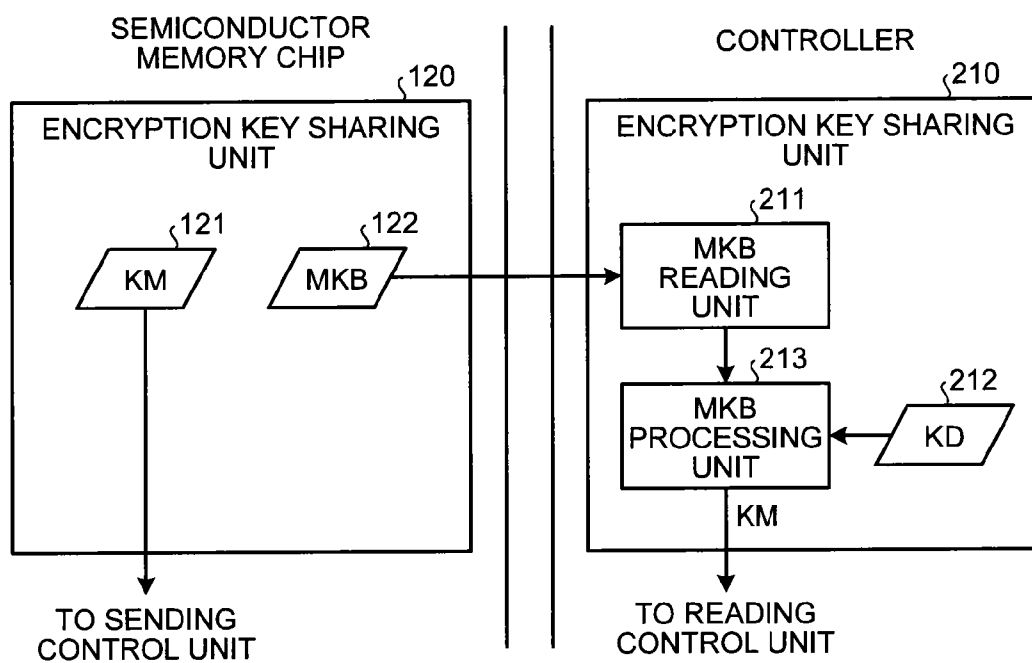 SEMICONDUCTOR
MEMORY CHIP
120
ENCRYPTION KEY SHARING
UNIT
121
KM
122
MKB
TO SENDING
CONTROL UNIT
CONTROLLER
210
ENCRYPTION KEY SHARING
UNIT
211
MKB
READING
UNIT
213
MKB
PROCESSING
UNIT
212
KD
KM
TO READING
CONTROL UNIT